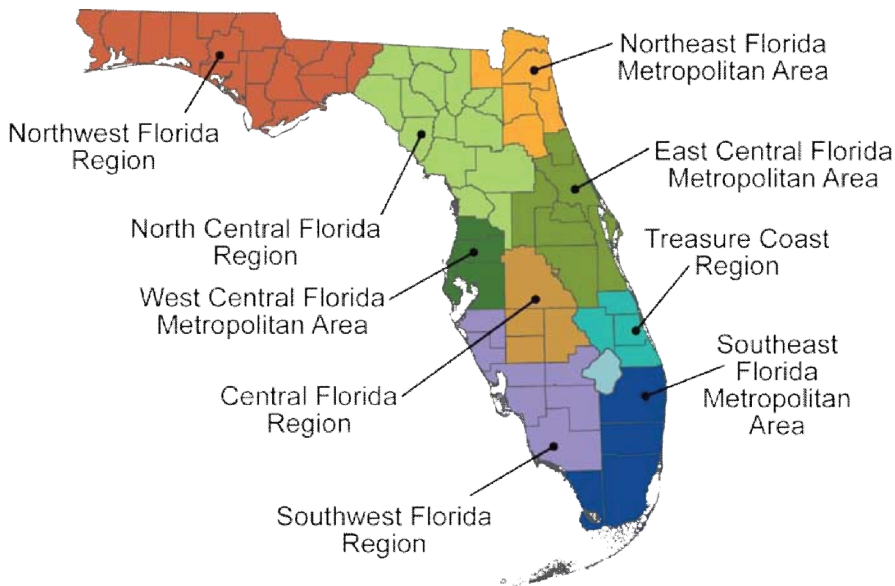 Northeast Florida
Metropolitan Area
Northwest Florida
Region
East Central Florida
Metropolitan Area
North Central Florida
Region
Treasure Coast
Region
West Central Florida
Metropolitan Area
Southeast
Florida
Metropolitan
Area
Central Florida
Region
Southwest Florida
Region